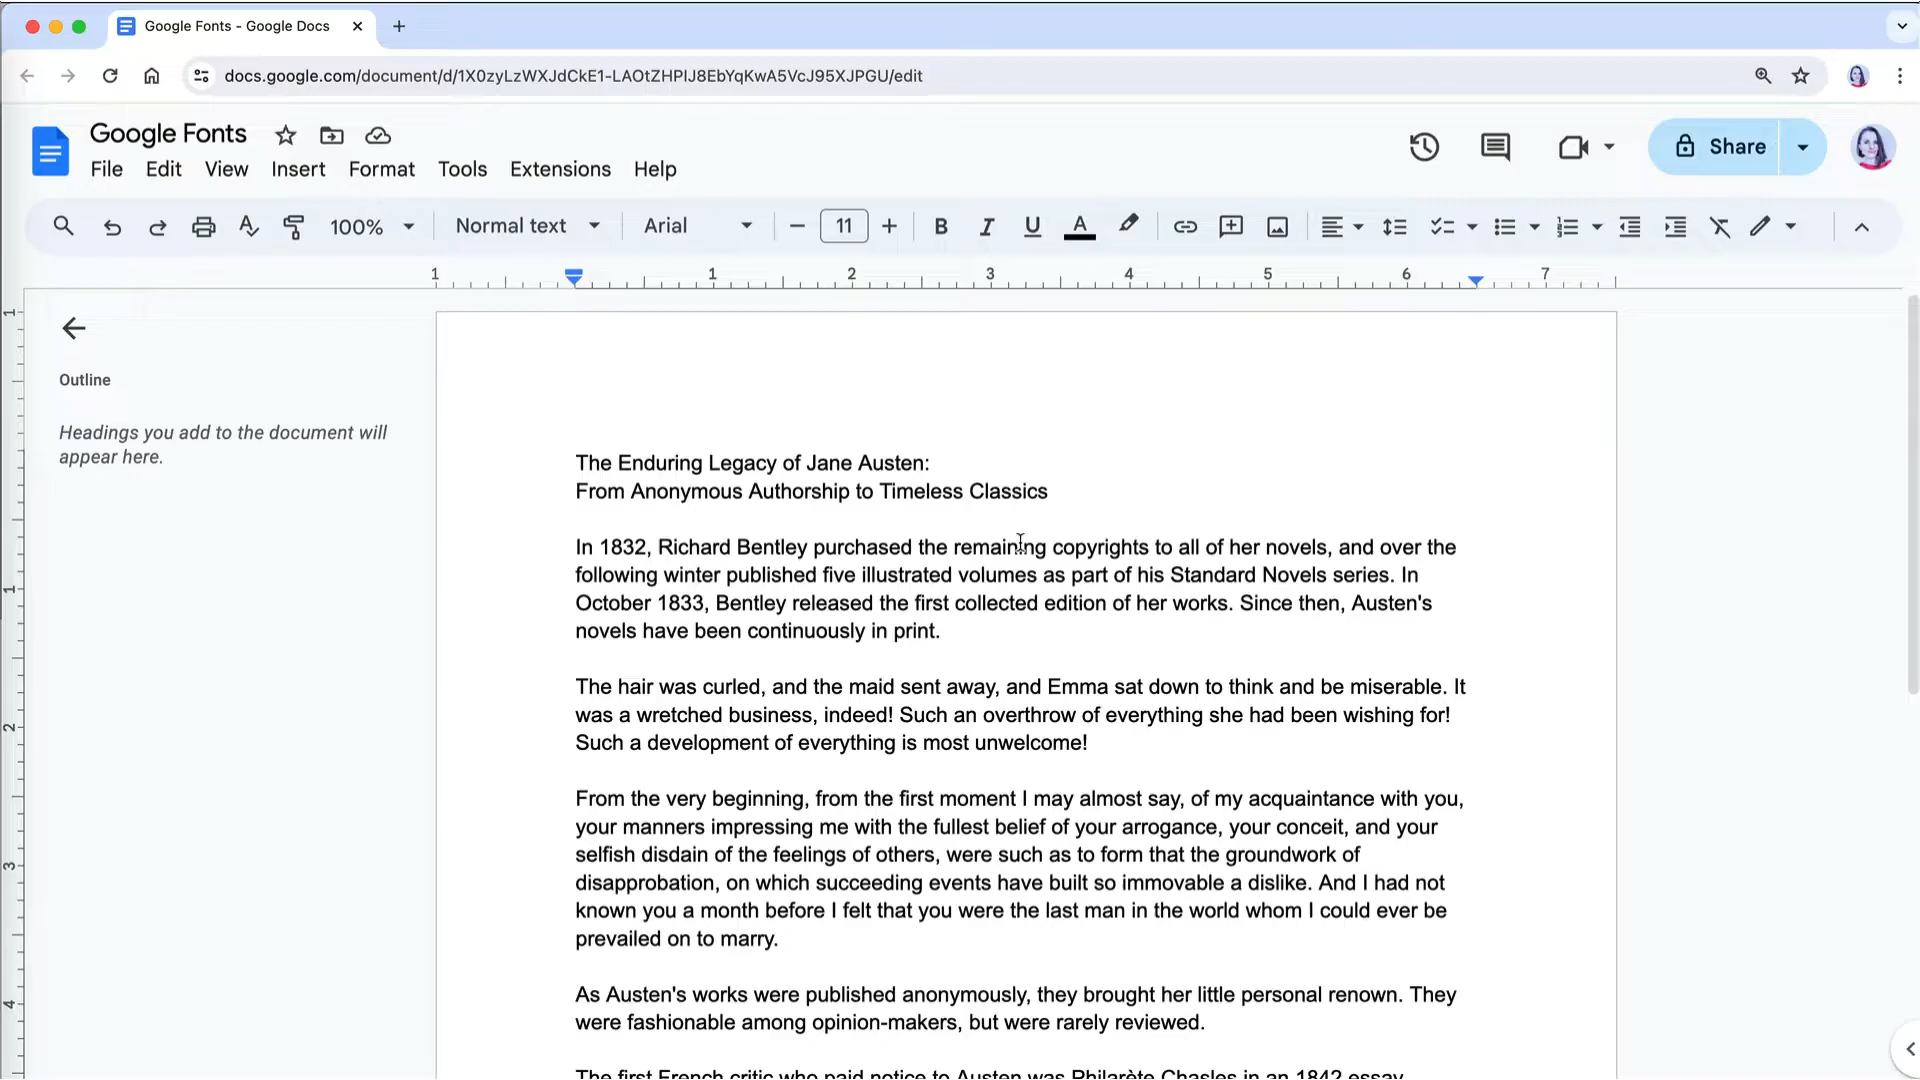 Google Fonts - Google Docs
docs.google.com/document/d/1X0zyLzWXJdCkE1-LAOtZHPIJ8EbYqKwA5VcJ95XJPGU/edit
Google Fonts
Share
File Edit View Insert Format Tools Extensions Help
100% Normal text Arial 11 B I U A
1 1 2 3 4 5 6 7
1
1
2
3
4
Outline
Headings you add to the document will
appear here.
The Enduring Legacy of Jane Austen:
From Anonymous Authorship to Timeless Classics
In 1832, Richard Bentley purchased the remaining copyrights to all of her novels, and over the
following winter published five illustrated volumes as part of his Standard Novels series. In
October 1833, Bentley released the first collected edition of her works. Since then, Austen's
novels have been continuously in print.
The hair was curled, and the maid sent away, and Emma sat down to think and be miserable. It
was a wretched business, indeed! Such an overthrow of everything she had been wishing for!
Such a development of everything is most unwelcome!
From the very beginning, from the first moment I may almost say, of my acquaintance with you,
your manners impressing me with the fullest belief of your arrogance, your conceit, and your
selfish disdain of the feelings of others, were such as to form that the groundwork of
disapprobation, on which succeeding events have built so immovable a dislike. And I had not
known you a month before I felt that you were the last man in the world whom I could ever be
prevailed on to marry.
As Austen's works were published anonymously, they brought her little personal renown. They
were fashionable among opinion-makers, but were rarely reviewed.
The first French critic who paid notice to Austen was Philarète Chasles in an 1842 essay